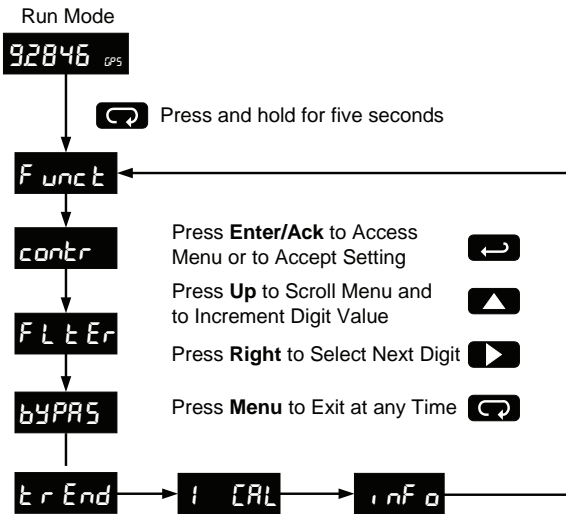 Run Mode
9.2846 GPS
Press and hold for five seconds
Funct
contr
Press Enter/Ack to Access
Menu or to Accept Setting
FLtEr
Press Up to Scroll Menu and
to Increment Digit Value
Press Right to Select Next Digit
bYPAS
Press Menu to Exit at any Time
trEnd
I CAL
inFo